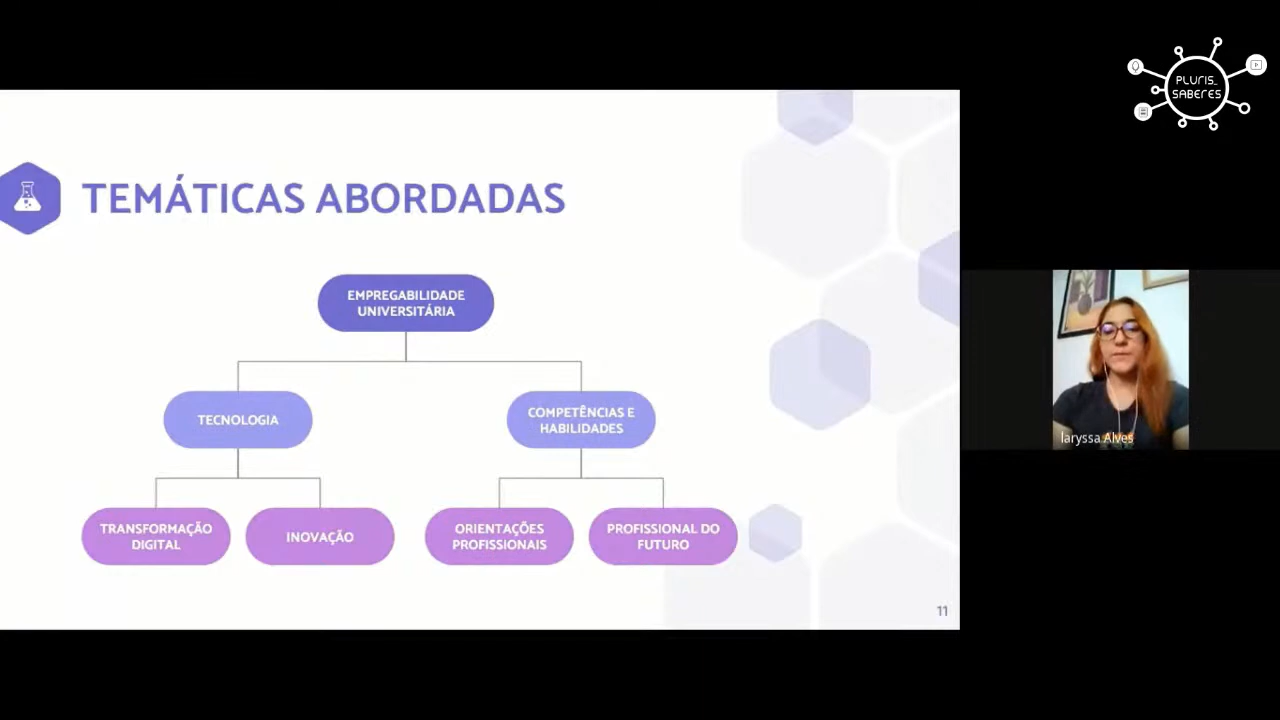 PLURIS_
SABERES
TEMÁTICAS ABORDADAS
EMPREGABILIDADE
UNIVERSITÁRIA
TECNOLOGIA
COMPETÊNCIAS E
HABILIDADES
TRANSFORMAÇÃO
DIGITAL
INOVAÇÃO
ORIENTAÇÕES
PROFISSIONAIS
PROFISSIONAL DO
FUTURO
laryssa Alves
11